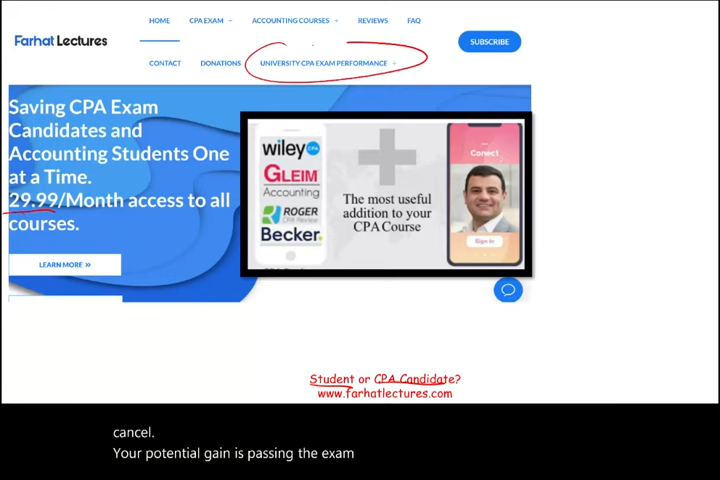 HOME CPA EXAM + ACCOUNTING COURSES + REVIEWS FAQ
Farhat Lectures
SUBSCRIBE
CONTACT DONATIONS UNIVERSITY CPA EXAM PERFORMANCE +
Saving CPA Exam
Candidates and
Accounting Students One
at a Time.
29.99/Month access to all
courses.
LEARN MORE »
wiley CPA
GLEIM
Accounting
ROGER
CPA Review
Becker.
The most useful
addition to your
CPA Course
Conect
Sign in
Student or CPA Candidate?
www.farhatlectures.com
cancel.
Your potential gain is passing the exam